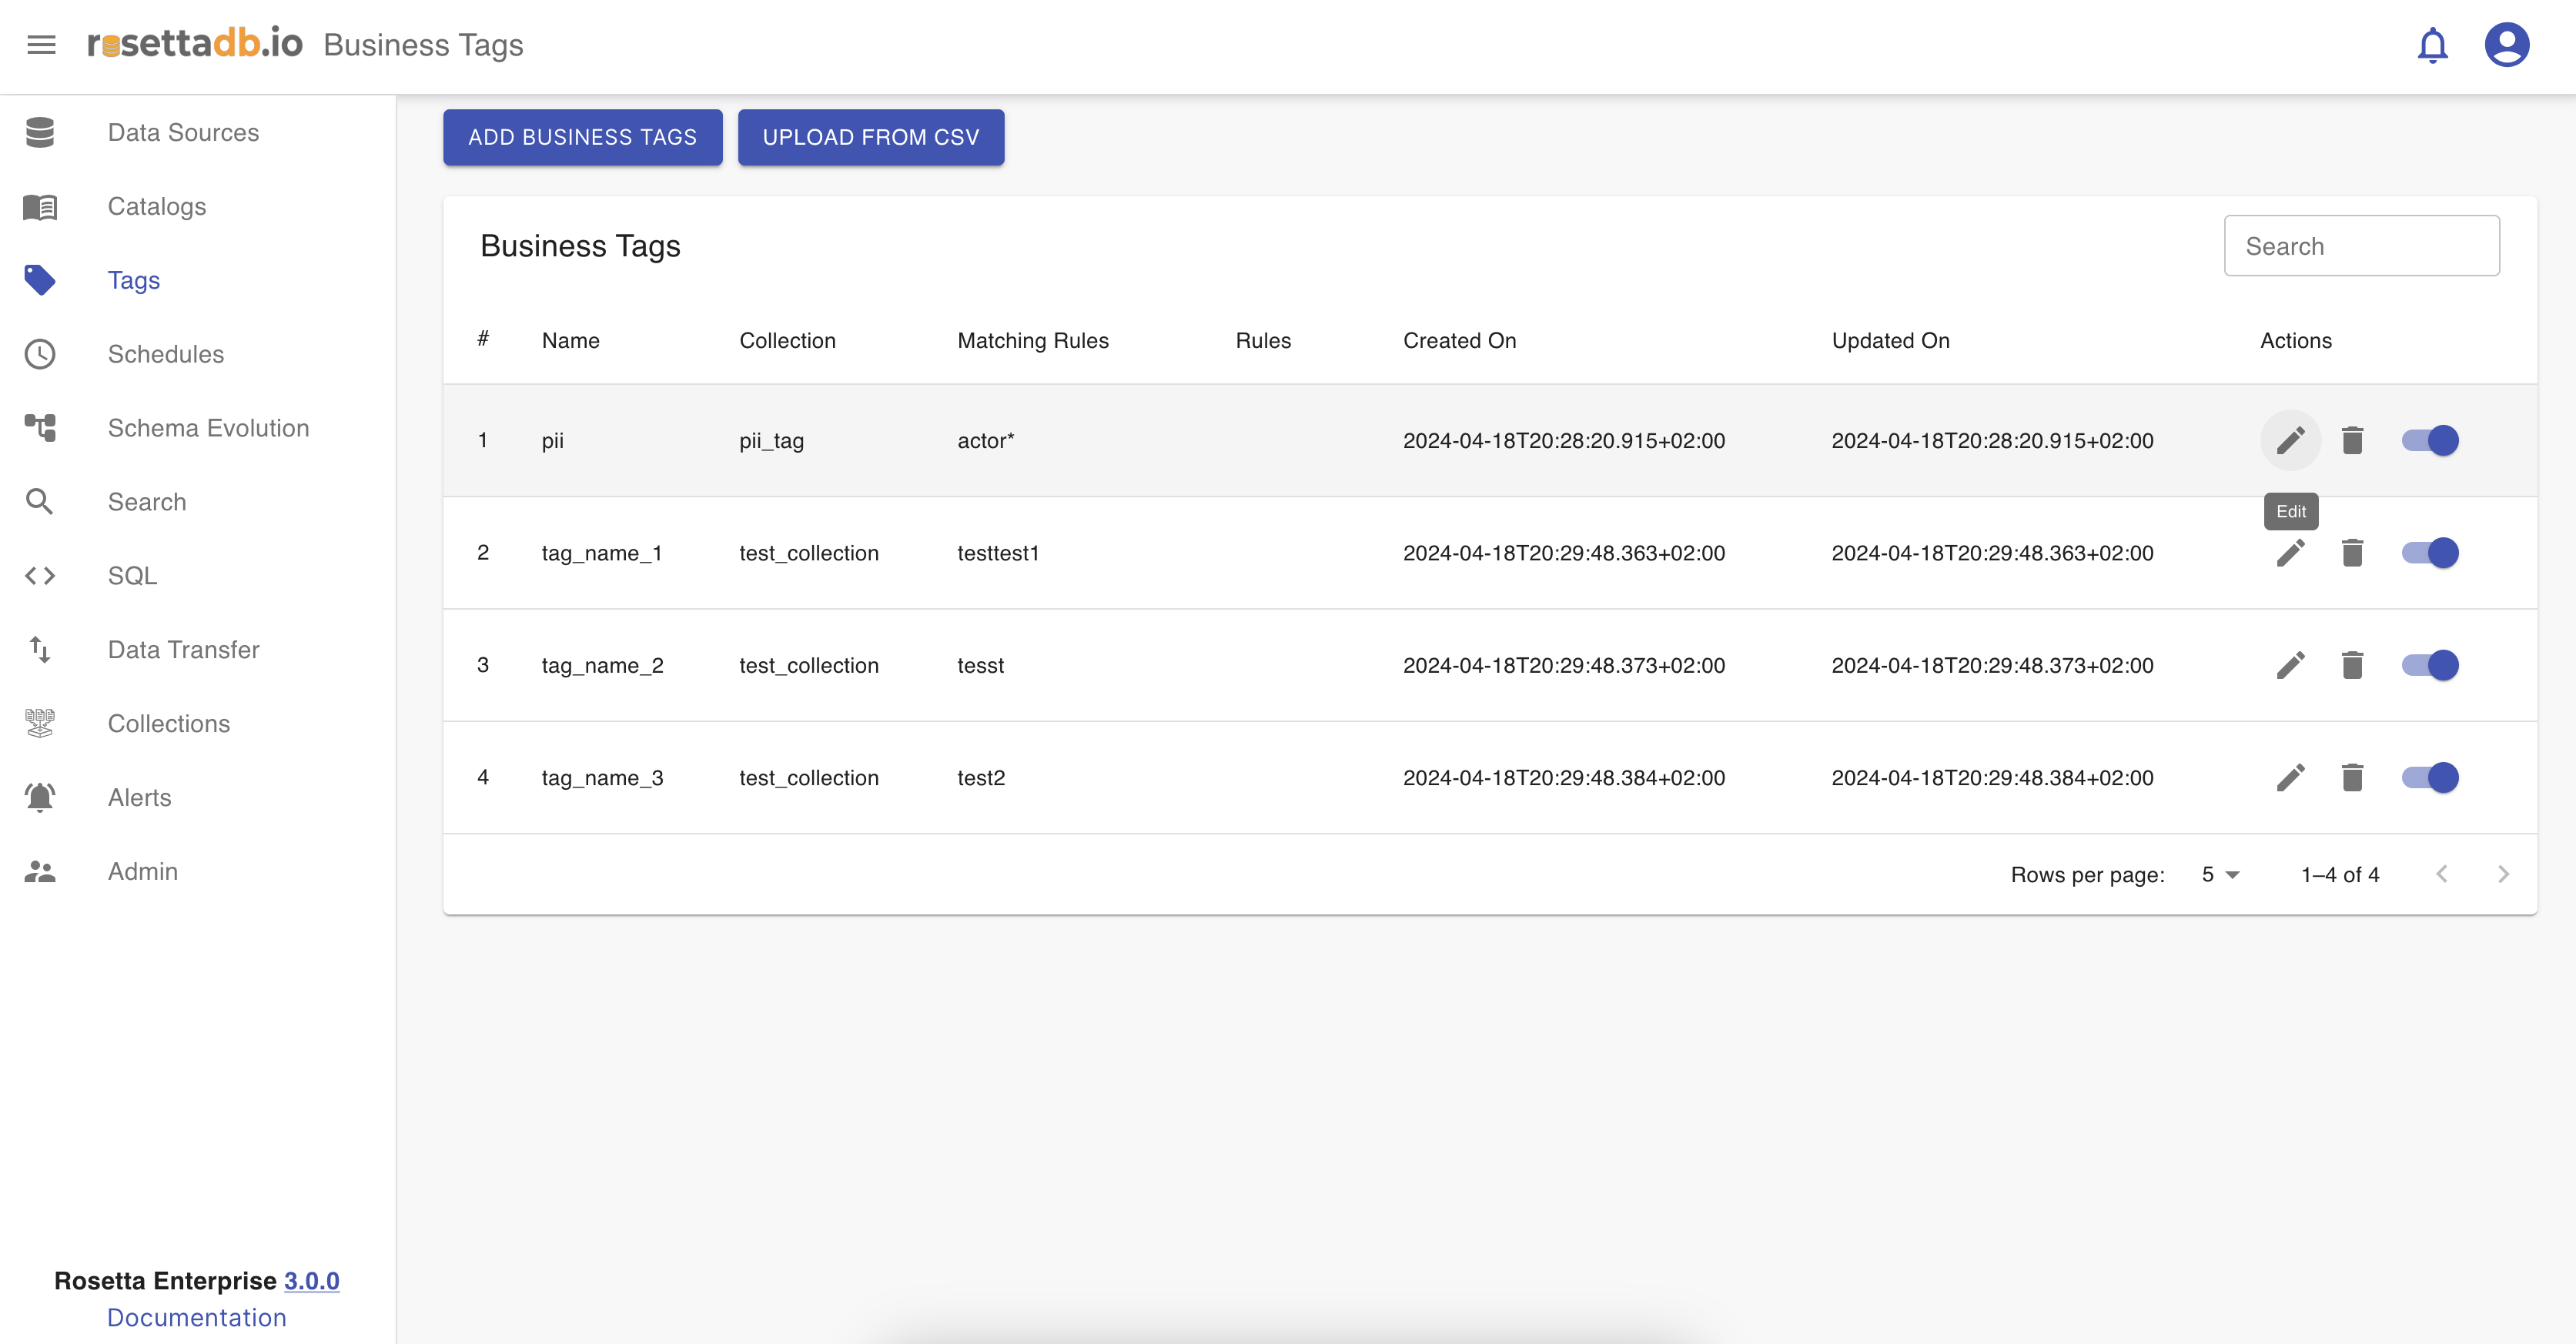 rosettadb.io Business Tags
Data Sources
Catalogs
Tags
Schedules
Schema Evolution
Search
SQL
Data Transfer
Collections
Alerts
Admin
Rosetta Enterprise 3.0.0
Documentation
ADD BUSINESS TAGS UPLOAD FROM CSV
Business Tags Search
# Name Collection Matching Rules Rules Created On Updated On Actions
1 pii pii_tag actor* 2024-04-18T20:28:20.915+02:00 2024-04-18T20:28:20.915+02:00
Edit
2 tag_name_1 test_collection testtest1 2024-04-18T20:29:48.363+02:00 2024-04-18T20:29:48.363+02:00
3 tag_name_2 test_collection tesst 2024-04-18T20:29:48.373+02:00 2024-04-18T20:29:48.373+02:00
4 tag_name_3 test_collection test2 2024-04-18T20:29:48.384+02:00 2024-04-18T20:29:48.384+02:00
Rows per page: 5 1–4 of 4